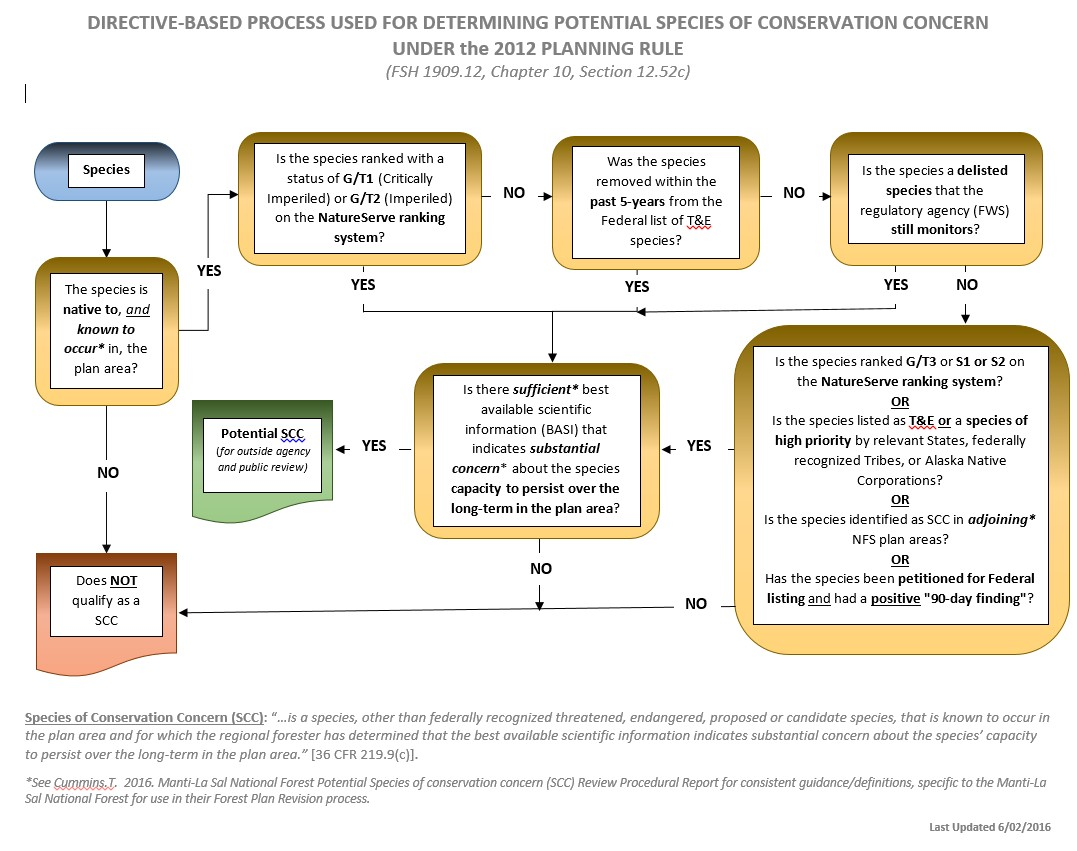 DIRECTIVE-BASED PROCESS USED FOR DETERMINING POTENTIAL SPECIES OF CONSERVATION CONCERN
UNDER the 2012 PLANNING RULE
(FSH 1909.12, Chapter 10, Section 12.52c)
Species
The species is
native to, and
known to
occur* in, the
plan area?
YES
NO
Is the species ranked with a
status of G/T1 (Critically
Imperiled) or G/T2 (Imperiled)
on the NatureServe ranking
system?
NO
YES
Was the species
removed within the
past 5-years from the
Federal list of T&E
species?
NO
YES
Is the species a delisted
species that the
regulatory agency (FWS)
still monitors?
YES
NO
Is the species ranked G/T3 or S1 or S2 on
the NatureServe ranking system?
OR
Is the species listed as T&E or a species of
high priority by relevant States, federally
recognized Tribes, or Alaska Native
Corporations?
OR
Is the species identified as SCC in adjoining*
NFS plan areas?
OR
Has the species been petitioned for Federal
listing and had a positive "90-day finding"?
YES
NO
Is there sufficient* best
available scientific
information (BASI) that
indicates substantial
concern* about the species
capacity to persist over the
long-term in the plan area?
YES
NO
Potential SCC
(for outside agency
and public review)
Does NOT
qualify as a
SCC
Species of Conservation Concern (SCC): “…is a species, other than federally recognized threatened, endangered, proposed or candidate species, that is known to occur in
the plan area and for which the regional forester has determined that the best available scientific information indicates substantial concern about the species’ capacity
to persist over the long-term in the plan area.” [36 CFR 219.9(c)].
*See Cummins,T. 2016. Manti-La Sal National Forest Potential Species of conservation concern (SCC) Review Procedural Report for consistent guidance/definitions, specific to the Manti-La
Sal National Forest for use in their Forest Plan Revision process.
Last Updated 6/02/2016